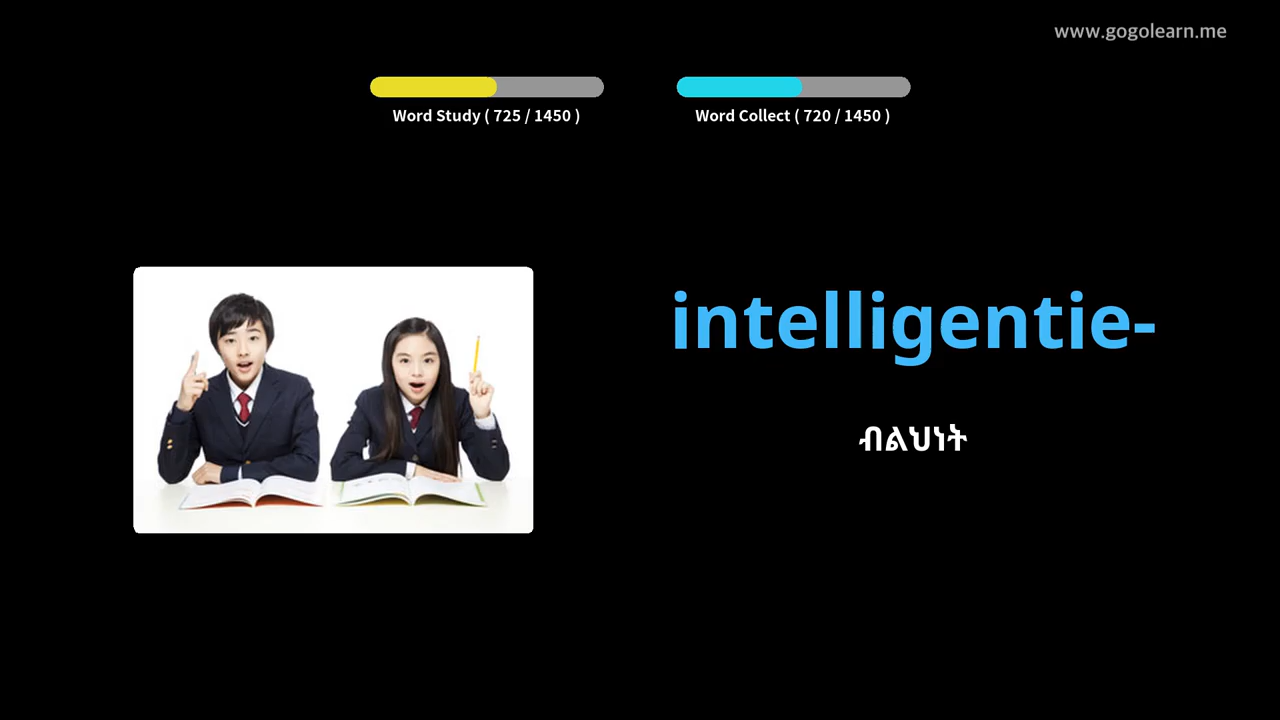 www.gogolearn.me
Word Study ( 725 / 1450 )
Word Collect ( 720 / 1450 )
intelligentie-
ብልህነት